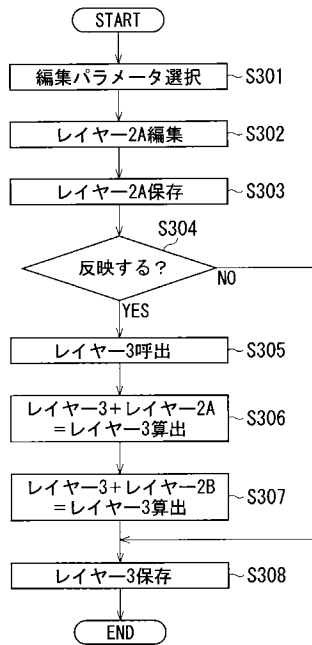 START
編集パラメータ選択 S301
レイヤー2A編集 S302
レイヤー2A保存 S303
S304
反映する？
NO
YES
レイヤー3呼出 S305
レイヤー3＋レイヤー2A
＝レイヤー3算出 S306
レイヤー3＋レイヤー2B
＝レイヤー3算出 S307
レイヤー3保存 S308
END